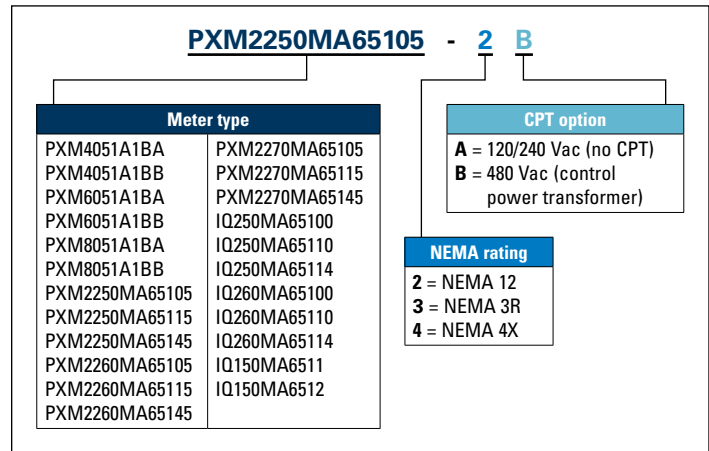 PXM2250MA65105 - 2 B
Meter type
PXM4051A1BA
PXM4051A1BB
PXM6051A1BA
PXM6051A1BB
PXM8051A1BA
PXM8051A1BB
PXM2250MA65105
PXM2250MA65115
PXM2250MA65145
PXM2260MA65105
PXM2260MA65115
PXM2260MA65145
PXM2270MA65105
PXM2270MA65115
PXM2270MA65145
IQ250MA65100
IQ250MA65110
IQ250MA65114
IQ260MA65100
IQ260MA65110
IQ260MA65114
IQ150MA6511
IQ150MA6512
NEMA rating
2 = NEMA 12
3 = NEMA 3R
4 = NEMA 4X
CPT option
A = 120/240 Vac (no CPT)
B = 480 Vac (control
power transformer)